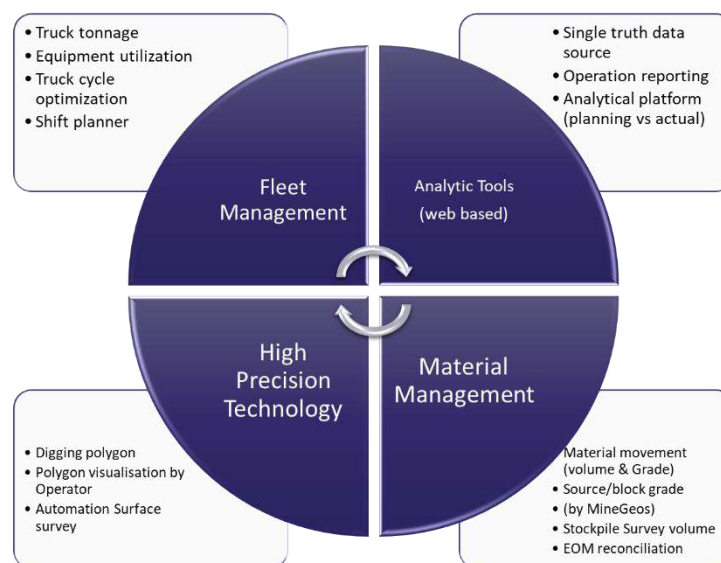 • Truck tonnage
• Equipment utilization
• Truck cycle
optimization
• Shift planner
• Single truth data
source
• Operation reporting
• Analytical platform
(planning vs actual)
Fleet
Management
Analytic Tools
(web based)
High
Precision
Technology
Material
Management
• Digging polygon
• Polygon visualisation by
Operator
• Automation Surface
survey
Material movement
(volume & Grade)
• Source/block grade
• (by MineGeos)
• Stockpile Survey volume
• EOM reconciliation